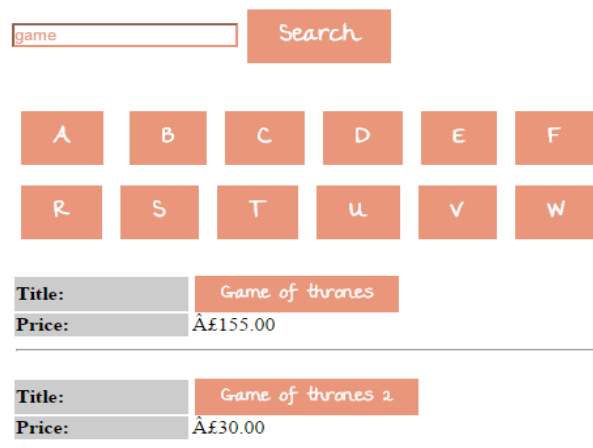 game Search
A B C D E F
R S T U V W
Title: Game of thrones
Price: Â£155.00
Title: Game of thrones 2
Price: Â£30.00